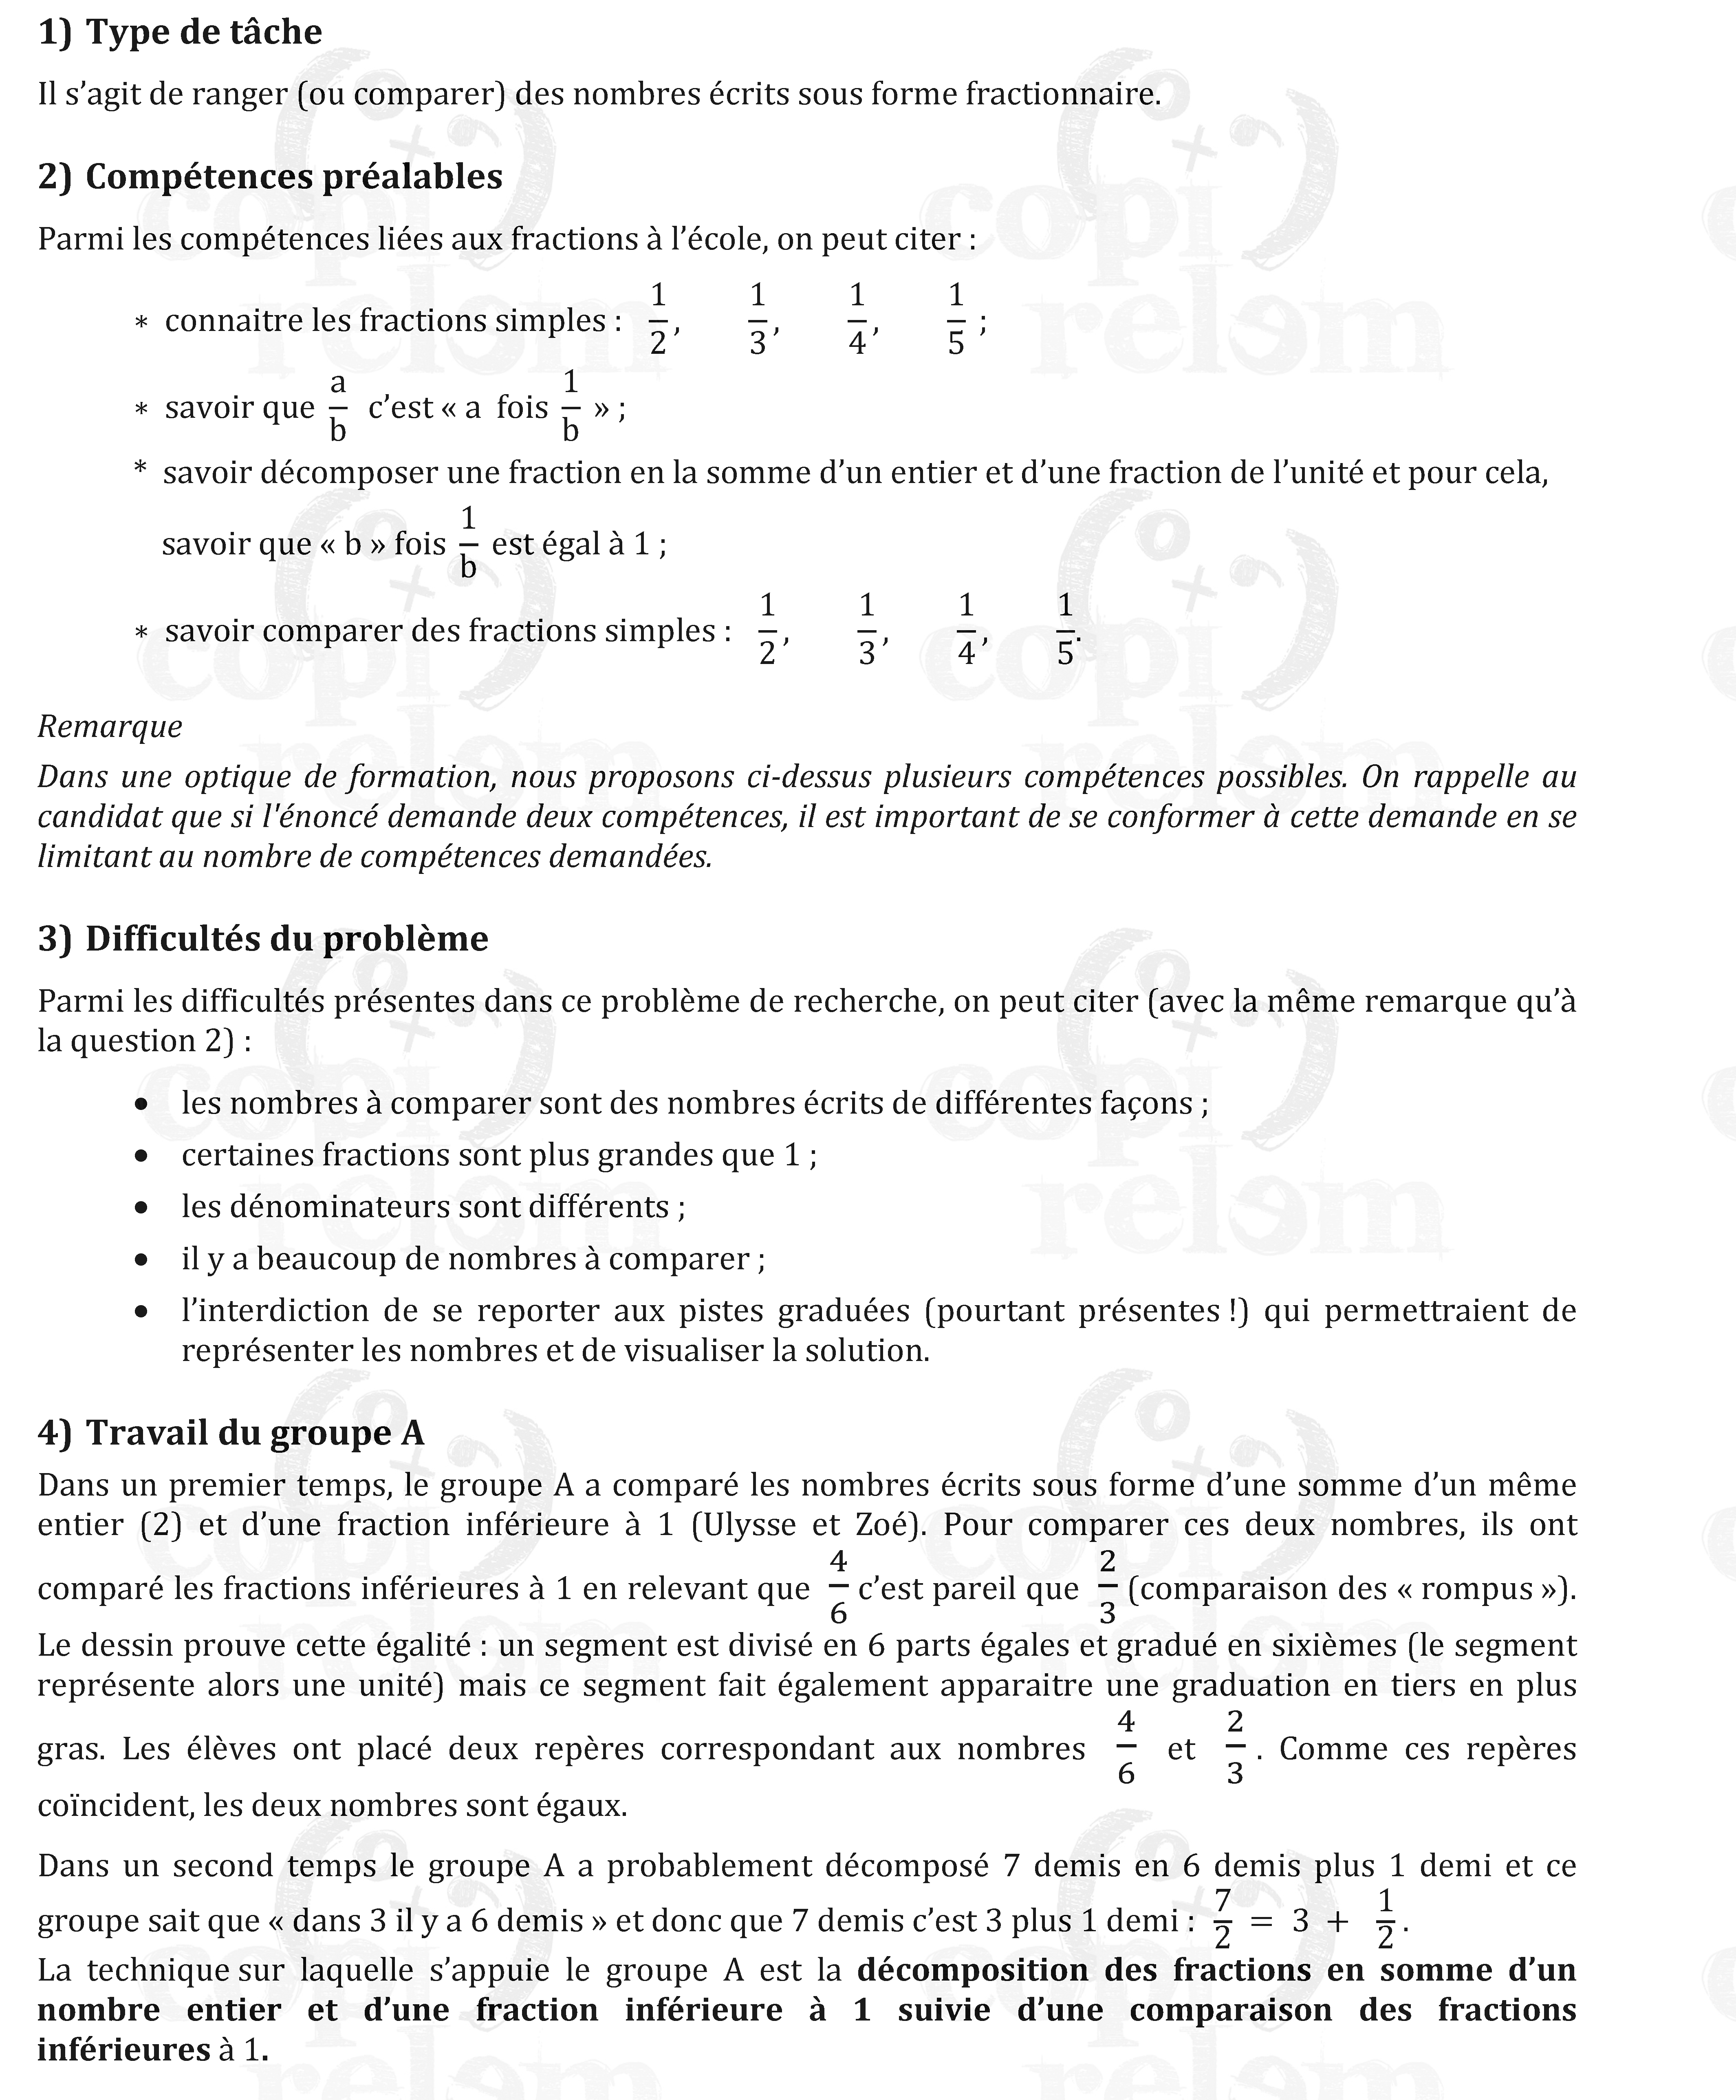 1) Type de tâche
Il s’agit de ranger (ou comparer) des nombres écrits sous forme fractionnaire.
2) Compétences préalables
Parmi les compétences liées aux fractions à l’école, on peut citer :
* connaitre les fractions simples : 1/2, 1/3, 1/4, 1/5 ;
* savoir que a/b c’est « a fois 1/b » ;
* savoir décomposer une fraction en la somme d’un entier et d’une fraction de l’unité et pour cela,
savoir que « b » fois 1/b est égal à 1 ;
* savoir comparer des fractions simples : 1/2, 1/3, 1/4, 1/5.
Remarque
Dans une optique de formation, nous proposons ci-dessus plusieurs compétences possibles. On rappelle au
candidat que si l'énoncé demande deux compétences, il est important de se conformer à cette demande en se
limitant au nombre de compétences demandées.
3) Difficultés du problème
Parmi les difficultés présentes dans ce problème de recherche, on peut citer (avec la même remarque qu’à
la question 2) :
• les nombres à comparer sont des nombres écrits de différentes façons ;
• certaines fractions sont plus grandes que 1 ;
• les dénominateurs sont différents ;
• il y a beaucoup de nombres à comparer ;
• l’interdiction de se reporter aux pistes graduées (pourtant présentes !) qui permettraient de
représenter les nombres et de visualiser la solution.
4) Travail du groupe A
Dans un premier temps, le groupe A a comparé les nombres écrits sous forme d’une somme d’un même
entier (2) et d’une fraction inférieure à 1 (Ulysse et Zoé). Pour comparer ces deux nombres, ils ont
comparé les fractions inférieures à 1 en relevant que 4/6 c’est pareil que 2/3 (comparaison des « rompus »).
Le dessin prouve cette égalité : un segment est divisé en 6 parts égales et gradué en sixièmes (le segment
représente alors une unité) mais ce segment fait également apparaitre une graduation en tiers en plus
gras. Les élèves ont placé deux repères correspondant aux nombres 4/6 et 2/3 . Comme ces repères
coïncident, les deux nombres sont égaux.
Dans un second temps le groupe A a probablement décomposé 7 demis en 6 demis plus 1 demi et ce
groupe sait que « dans 3 il y a 6 demis » et donc que 7 demis c’est 3 plus 1 demi : 7/2 = 3 + 1/2.
La technique sur laquelle s’appuie le groupe A est la décomposition des fractions en somme d’un
nombre entier et d’une fraction inférieure à 1 suivie d’une comparaison des fractions
inférieures à 1.